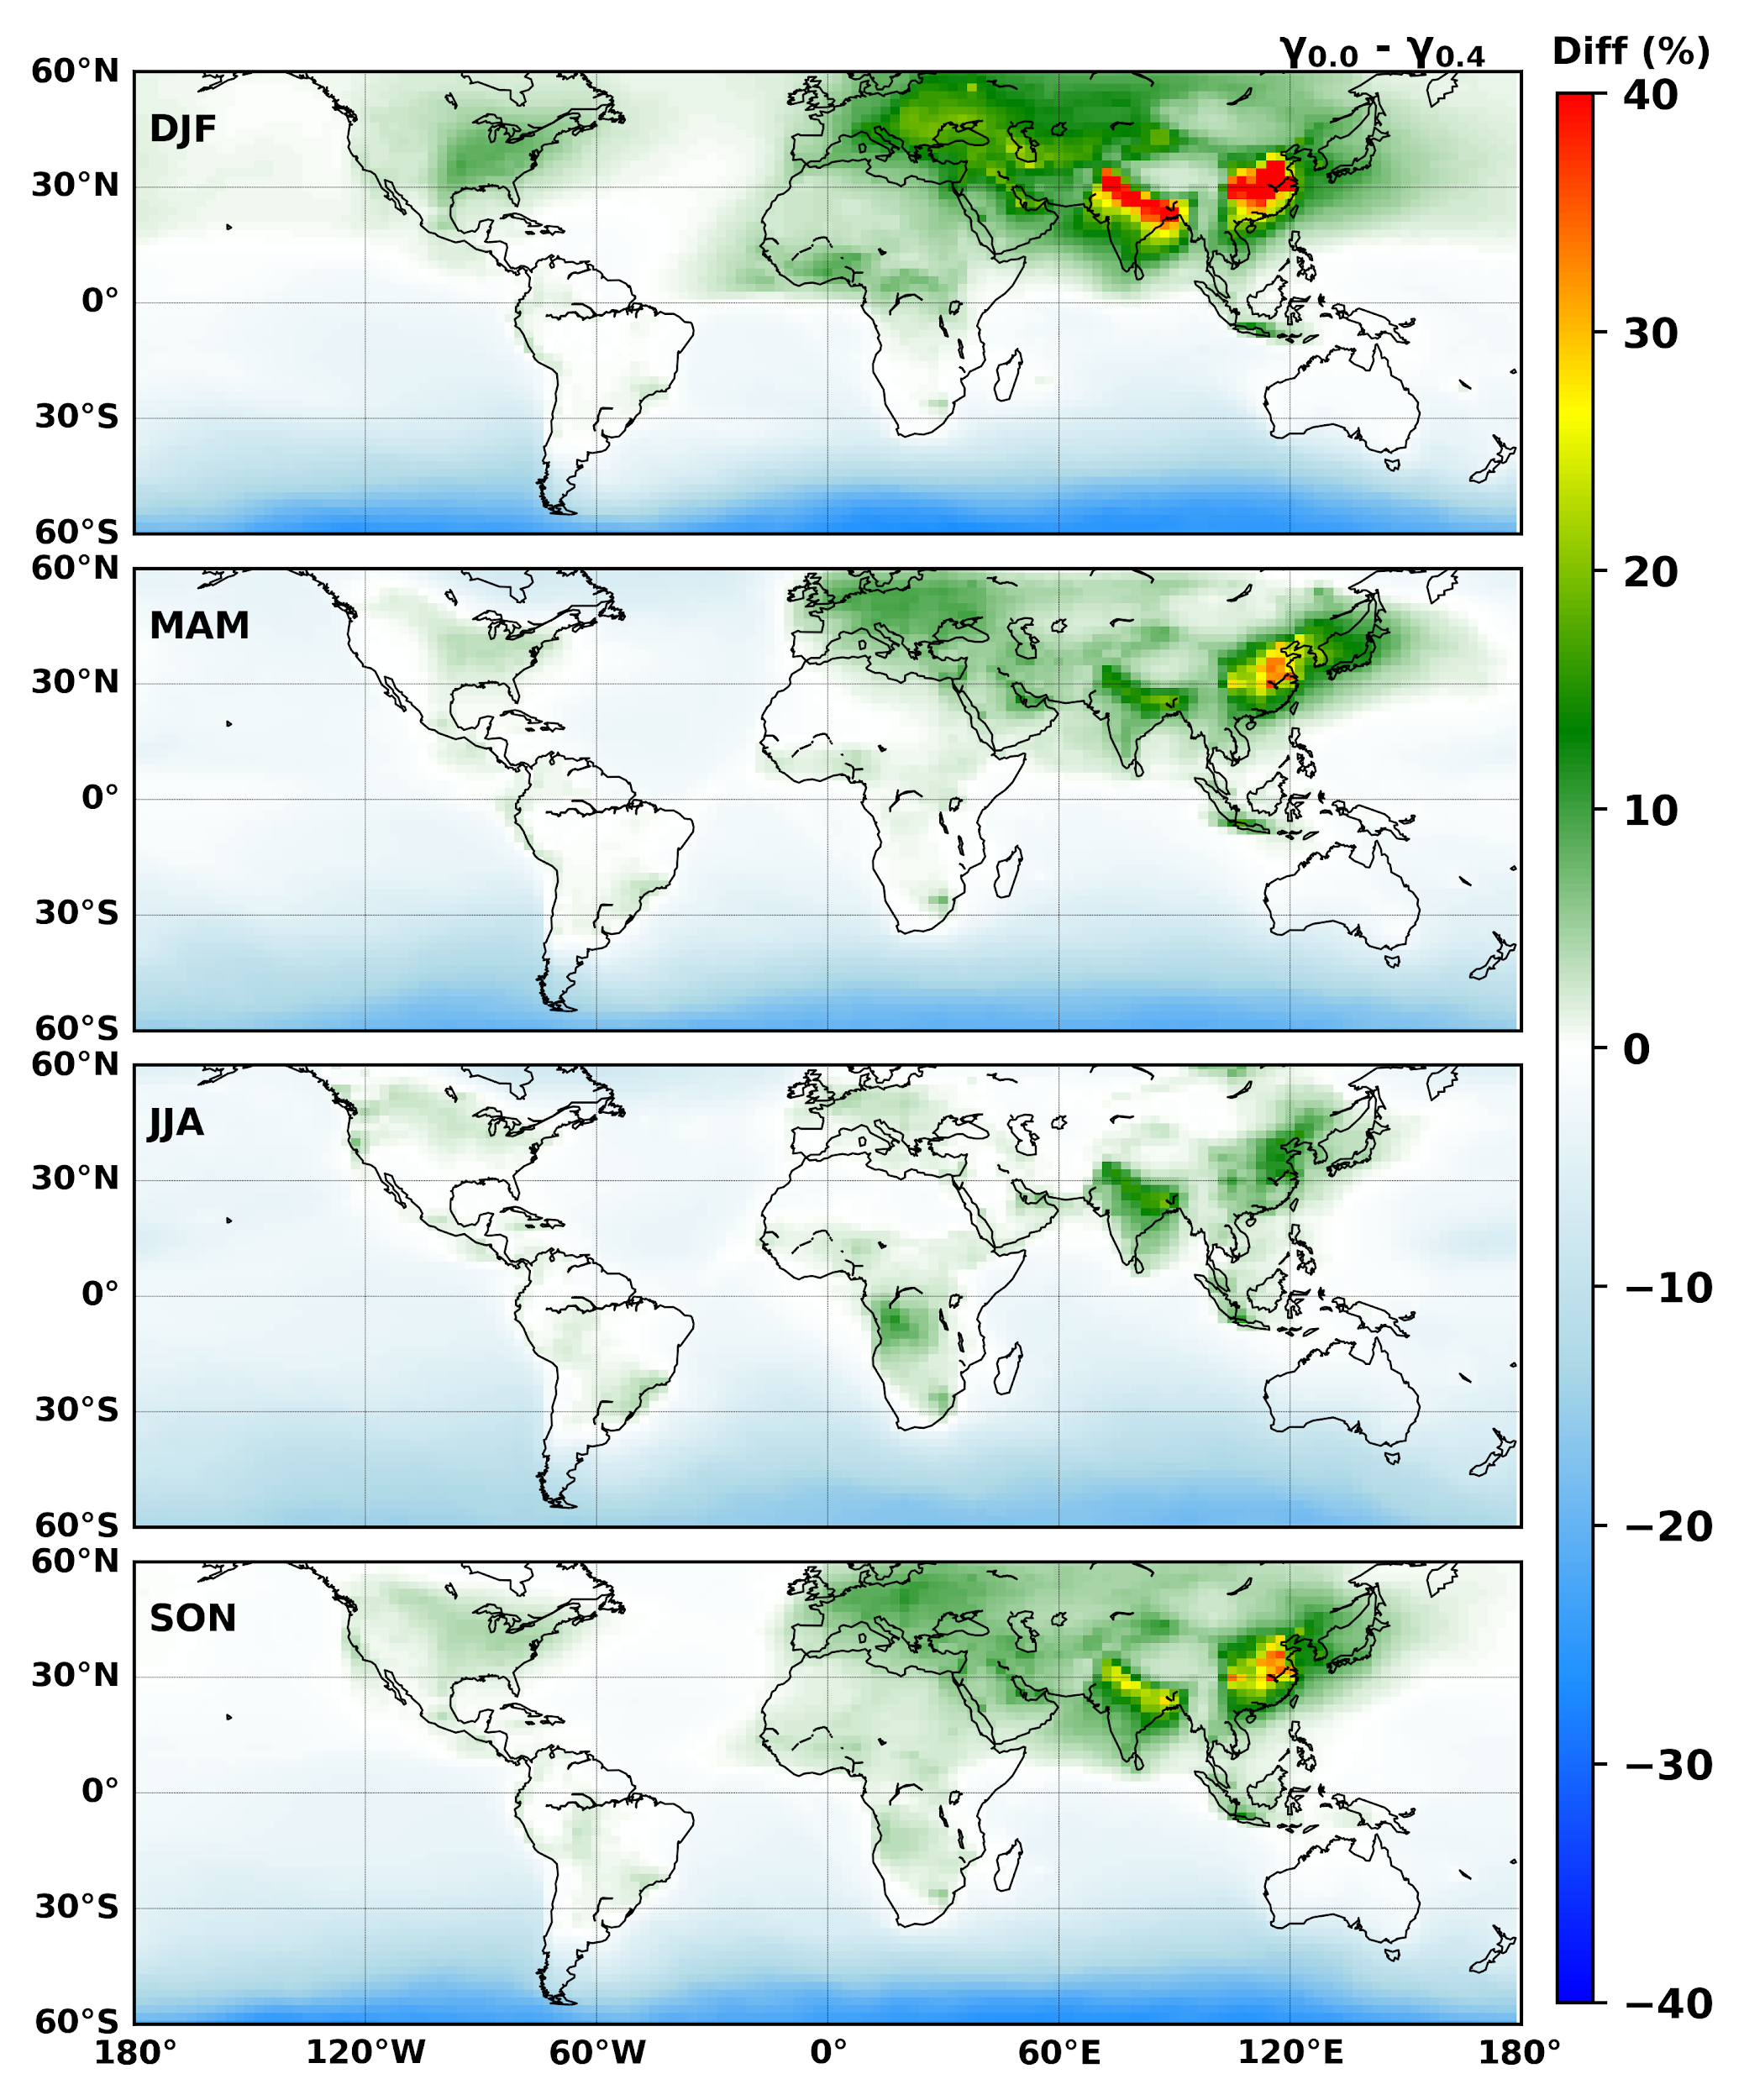 γ0.0 - γ0.4 Diff (%)
60°N 40
DJF
30°N
30
0°
30°S
20
60°S
60°N
MAM
30°N
10
0°
30°S
60°S 0
60°N
JJA
30°N
0° −10
30°S
60°S −20
60°N
SON
30°N
0° −30
30°S
60°S −40
180° 120°W 60°W 0° 60°E 120°E 180°